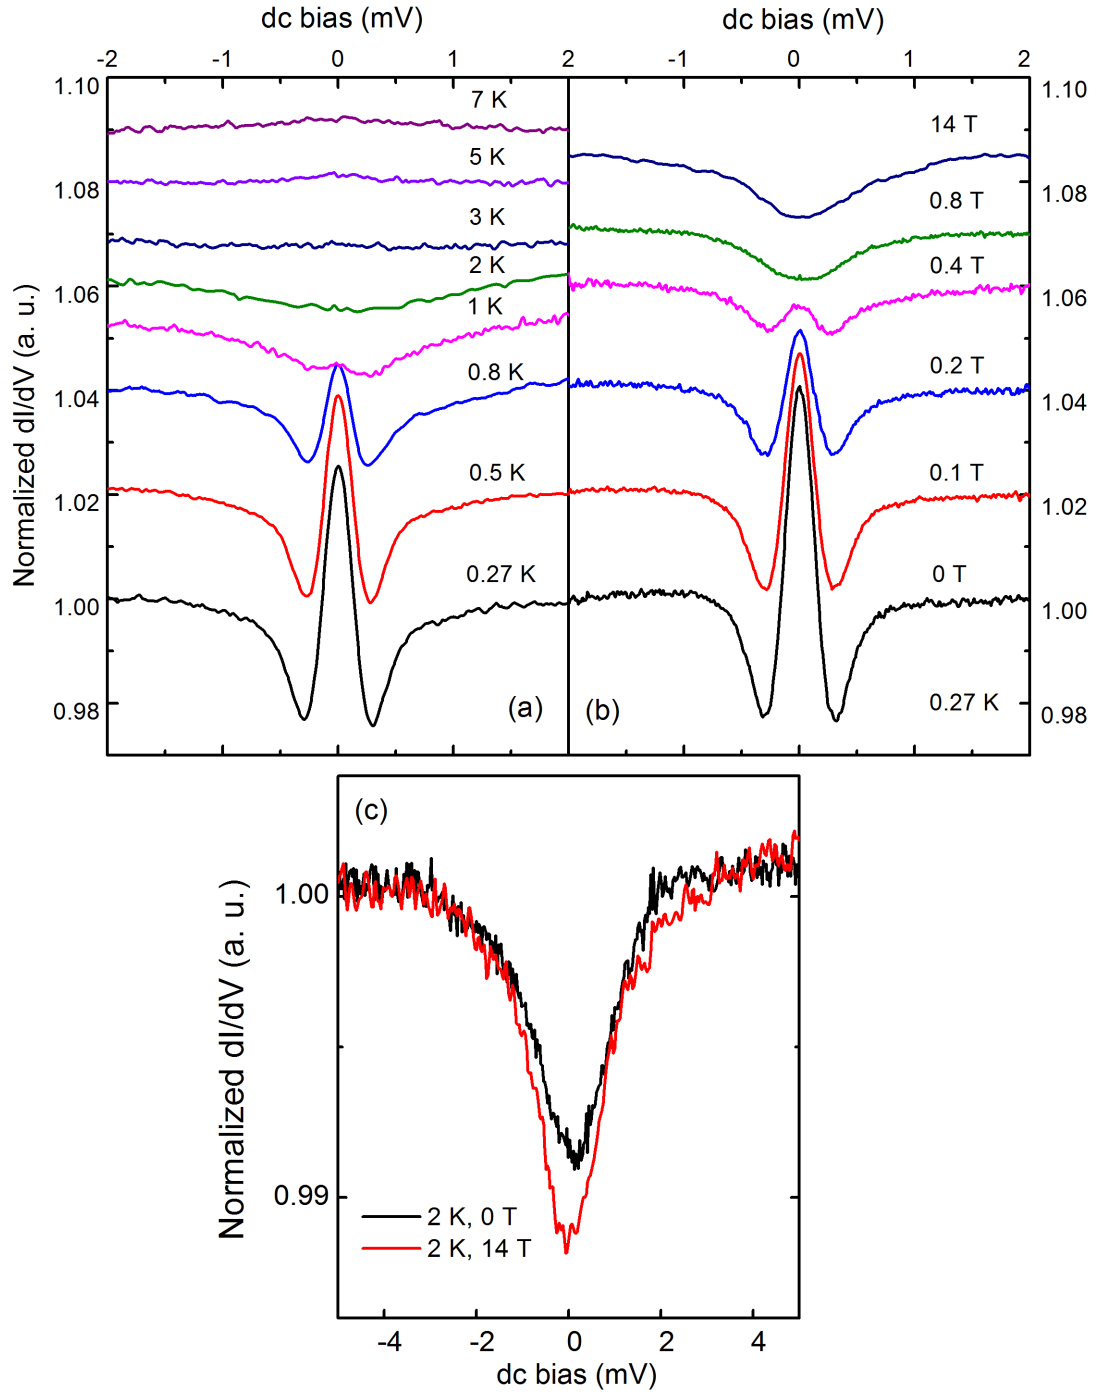 dc bias (mV)
dc bias (mV)
-2 -1 0 1 2
-1 0 1 2
Normalized dI/dV (a. u.)
1.10
1.08
1.06
1.04
1.02
1.00
0.98
7 K
5 K
3 K
2 K
1 K
0.8 K
0.5 K
0.27 K
(a)
14 T
0.8 T
0.4 T
0.2 T
0.1 T
0 T
0.27 K
(b)
1.10
1.08
1.06
1.04
1.02
1.00
0.98
(c)
Normalized dI/dV (a. u.)
1.00
0.99
2 K, 0 T
2 K, 14 T
-4 -2 0 2 4
dc bias (mV)